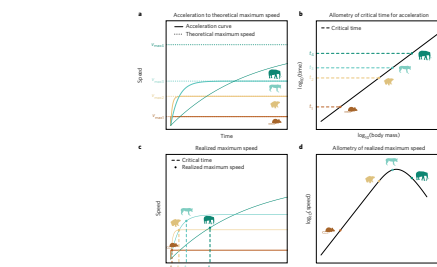 a
Acceleration to theoretical maximum speed
Acceleration curve
Theoretical maximum speed
Speed
Time
b
Allometry of critical time for acceleration
Critical time
log10(time)
log10(body mass)
c
Realized maximum speed
Critical time
Realized maximum speed
Speed
d
Allometry of realized maximum speed
log10(speed)